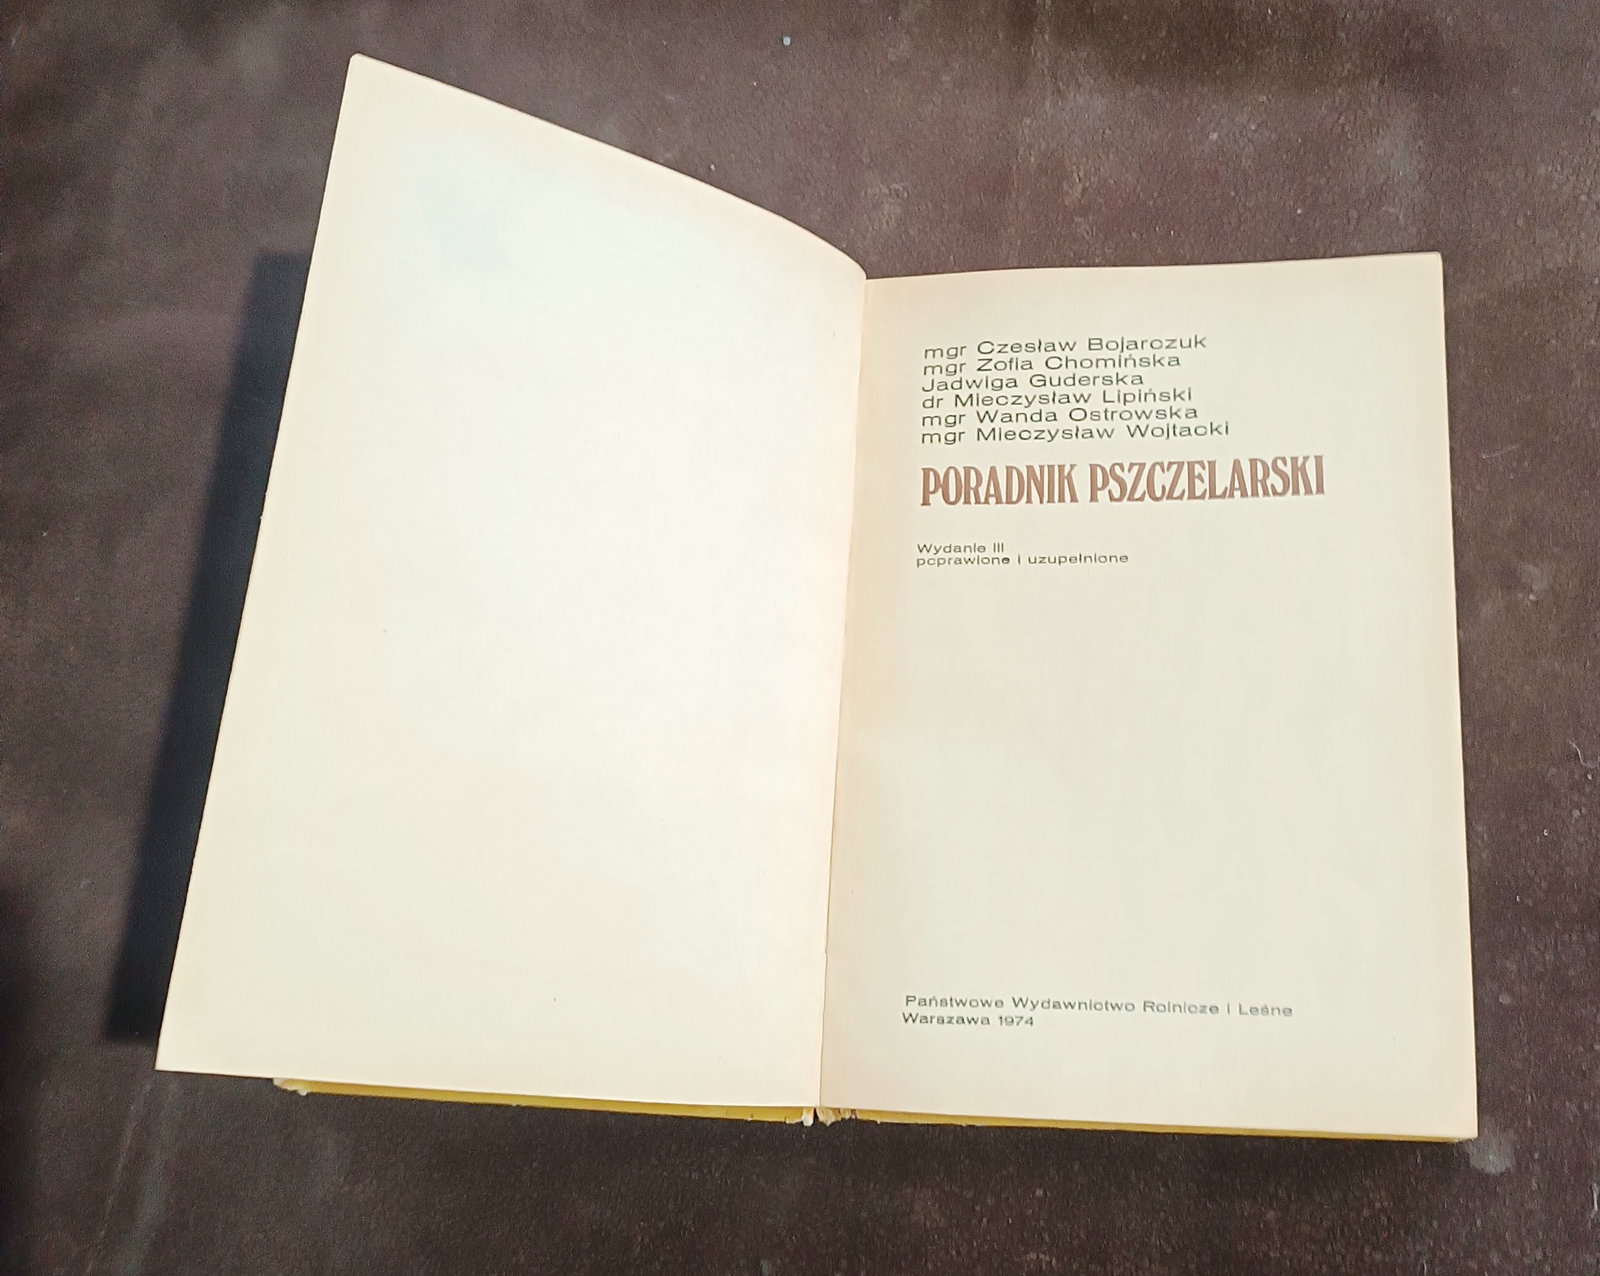 mgr Czesław Bojarczuk
mgr Zofia Chomińska
Jadwiga Guderska
dr Mieczysław Lipiński
mgr Wanda Ostrowska
mgr Mieczysław Wojtacki
PORADNIK PSZCZELARSKI
Wydanie III
poprawione i uzupełnione
Państwowe Wydawnictwo Rolnicze i Leśne
Warszawa 1974